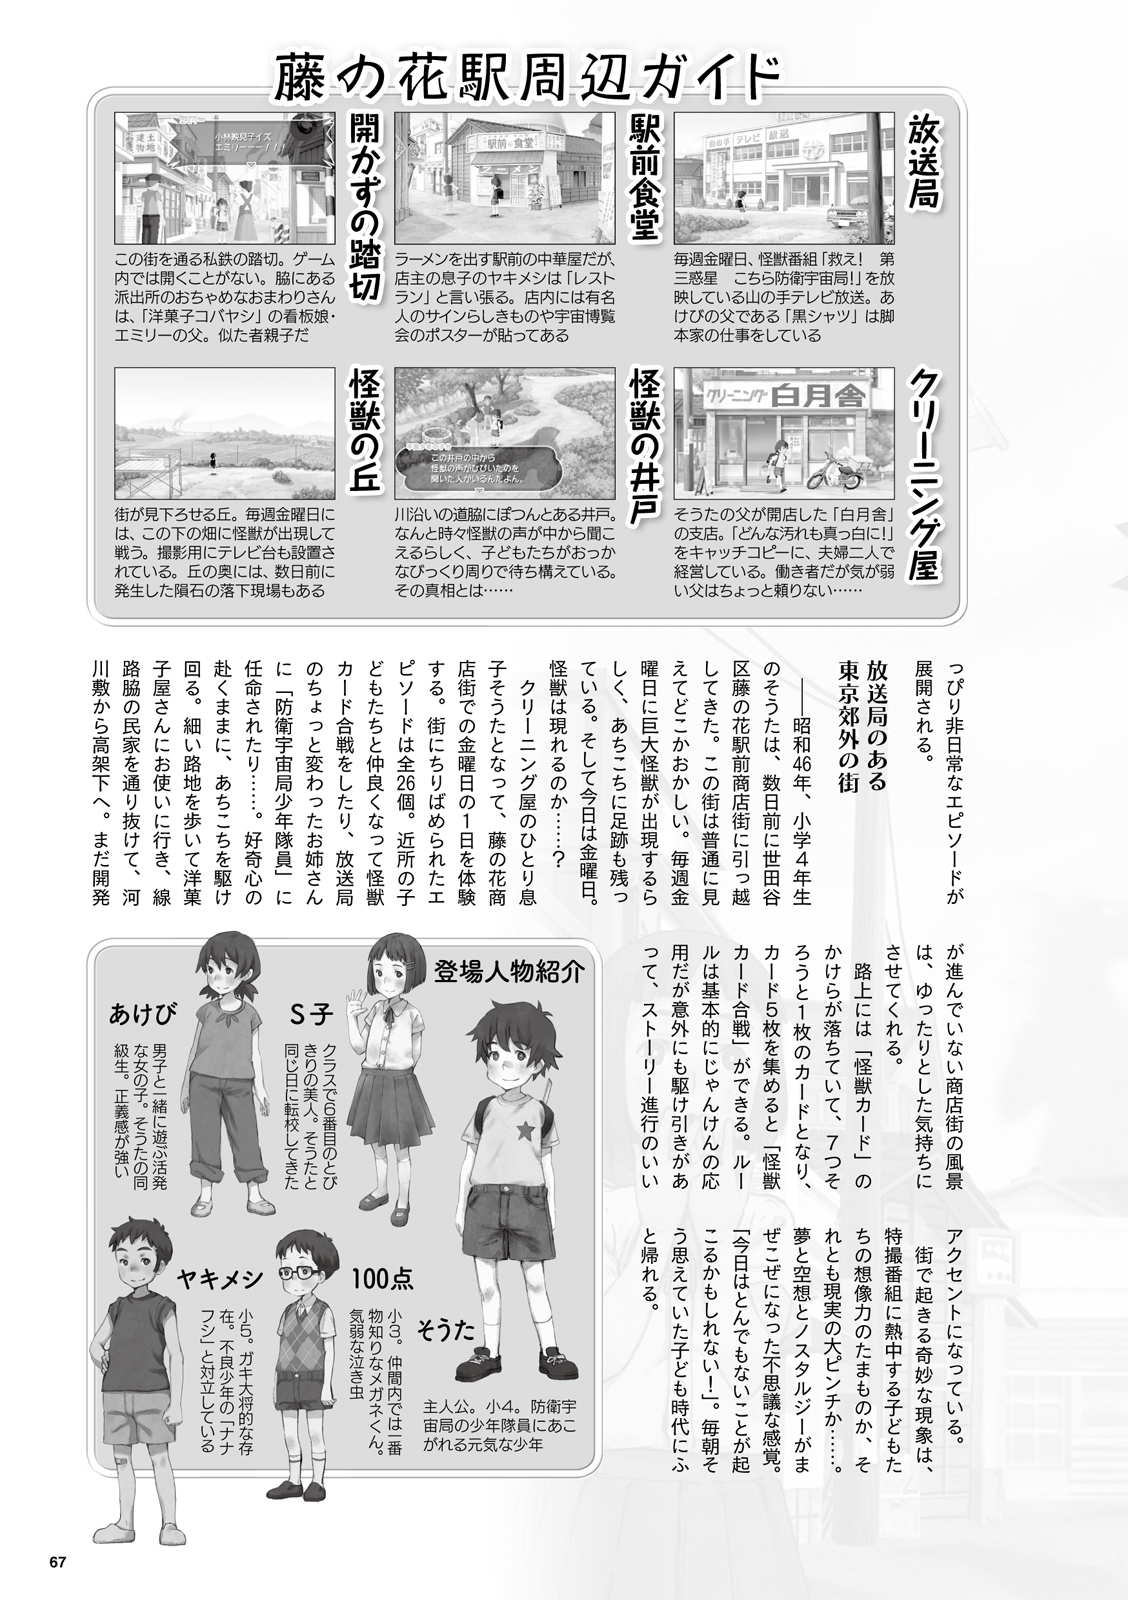 藤の花駅周辺ガイド
放送局
山の手テレビ放送
毎週金曜日、怪獣番組「救え！　第
三惑星　こちら防衛宇宙局！」を放
映している山の手テレビ放送。あ
けびの父である「黒シャツ」は脚
本家の仕事をしている
駅前食堂
駅前食堂
ラーメン
ラーメンを出す駅前の中華屋だが、
店主の息子のヤキメシは「レスト
ラン」と言い張る。店内には有名
人のサインらしきものや宇宙博覧
会のポスターが貼ってある
開かずの踏切
エミリーーー！！！
この街を通る私鉄の踏切。ゲーム
内では開くことがない。脇にある
派出所のおちゃめなおまわりさん
は、「洋菓子コバヤシ」の看板娘・
エミリーの父。似た者親子だ
クリーニング屋
クリーニング 白月舎
そうたの父が開店した「白月舎」
の支店。「どんな汚れも真っ白に！」
をキャッチコピーに、夫婦二人で
経営している。働き者だが気が弱
い父はちょっと頼りない……
怪獣の井戸
この井戸の中から
怪獣の声がひびいたのを
聞いた人がいるんだよん。
川沿いの道脇にぽつんとある井戸。
なんと時々怪獣の声が中から聞こ
えるらしく、子どもたちがおっか
なびっくり周りで待ち構えている。
その真相とは……
怪獣の丘
街が見下ろせる丘。毎週金曜日に
は、この下の畑に怪獣が出現して
戦う。撮影用にテレビ台も設置さ
れている。丘の奥には、数日前に
発生した隕石の落下現場もある
っぴり非日常なエピソードが
展開される。
放送局のある
東京郊外の街
――昭和46年、小学４年生
のそうたは、数日前に世田谷
区藤の花駅前商店街に引っ越
してきた。この街は普通に見
えてどこかおかしい。毎週金
曜日に巨大怪獣が出現するら
しく、あちこちに足跡も残っ
ている。そして今日は金曜日。
怪獣は現れるのか……？
クリーニング屋のひとり息
子そうたとなって、藤の花商
店街での金曜日の１日を体験
する。街にちりばめられたエ
ピソードは全26個。近所の子
どもたちと仲良くなって怪獣
カード合戦をしたり、放送局
のちょっと変わったお姉さん
に「防衛宇宙局少年隊員」に
任命されたり……。好奇心の
赴くままに、あちこちを駆け
回る。細い路地を歩いて洋菓
子屋さんにお使いに行き、線
路脇の民家を通り抜けて、河
川敷から高架下へ。まだ開発
が進んでいない商店街の風景
は、ゆったりとした気持ちに
させてくれる。
路上には「怪獣カード」の
かけらが落ちていて、７つそ
ろうと１枚のカードとなり、
カード５枚を集めると「怪獣
カード合戦」ができる。ルー
ルは基本的にじゃんけんの応
用だが意外にも駆け引きがあ
って、ストーリー進行のいい
アクセントになっている。
街で起きる奇妙な現象は、
特撮番組に熱中する子どもた
ちの想像力のたまものか、そ
れとも現実の大ピンチか……。
夢と空想とノスタルジーがま
ぜこぜになった不思議な感覚。
「今日はとんでもないことが起
こるかもしれない！」。毎朝そ
う思えていた子ども時代にふ
と帰れる。
登場人物紹介
そうた
主人公。小4。防衛宇
宙局の少年隊員にあこ
がれる元気な少年
Ｓ子
クラスで６番目のとび
きりの美人。そうたと
同じ日に転校してきた
あけび
男子と一緒に遊ぶ活発
な女の子。そうたの同
級生。正義感が強い
100点
小３。仲間内では一番
物知りなメガネくん。
気弱な泣き虫
ヤキメシ
小５。ガキ大将的な存
在。不良少年の「ナナ
フシ」と対立している
67